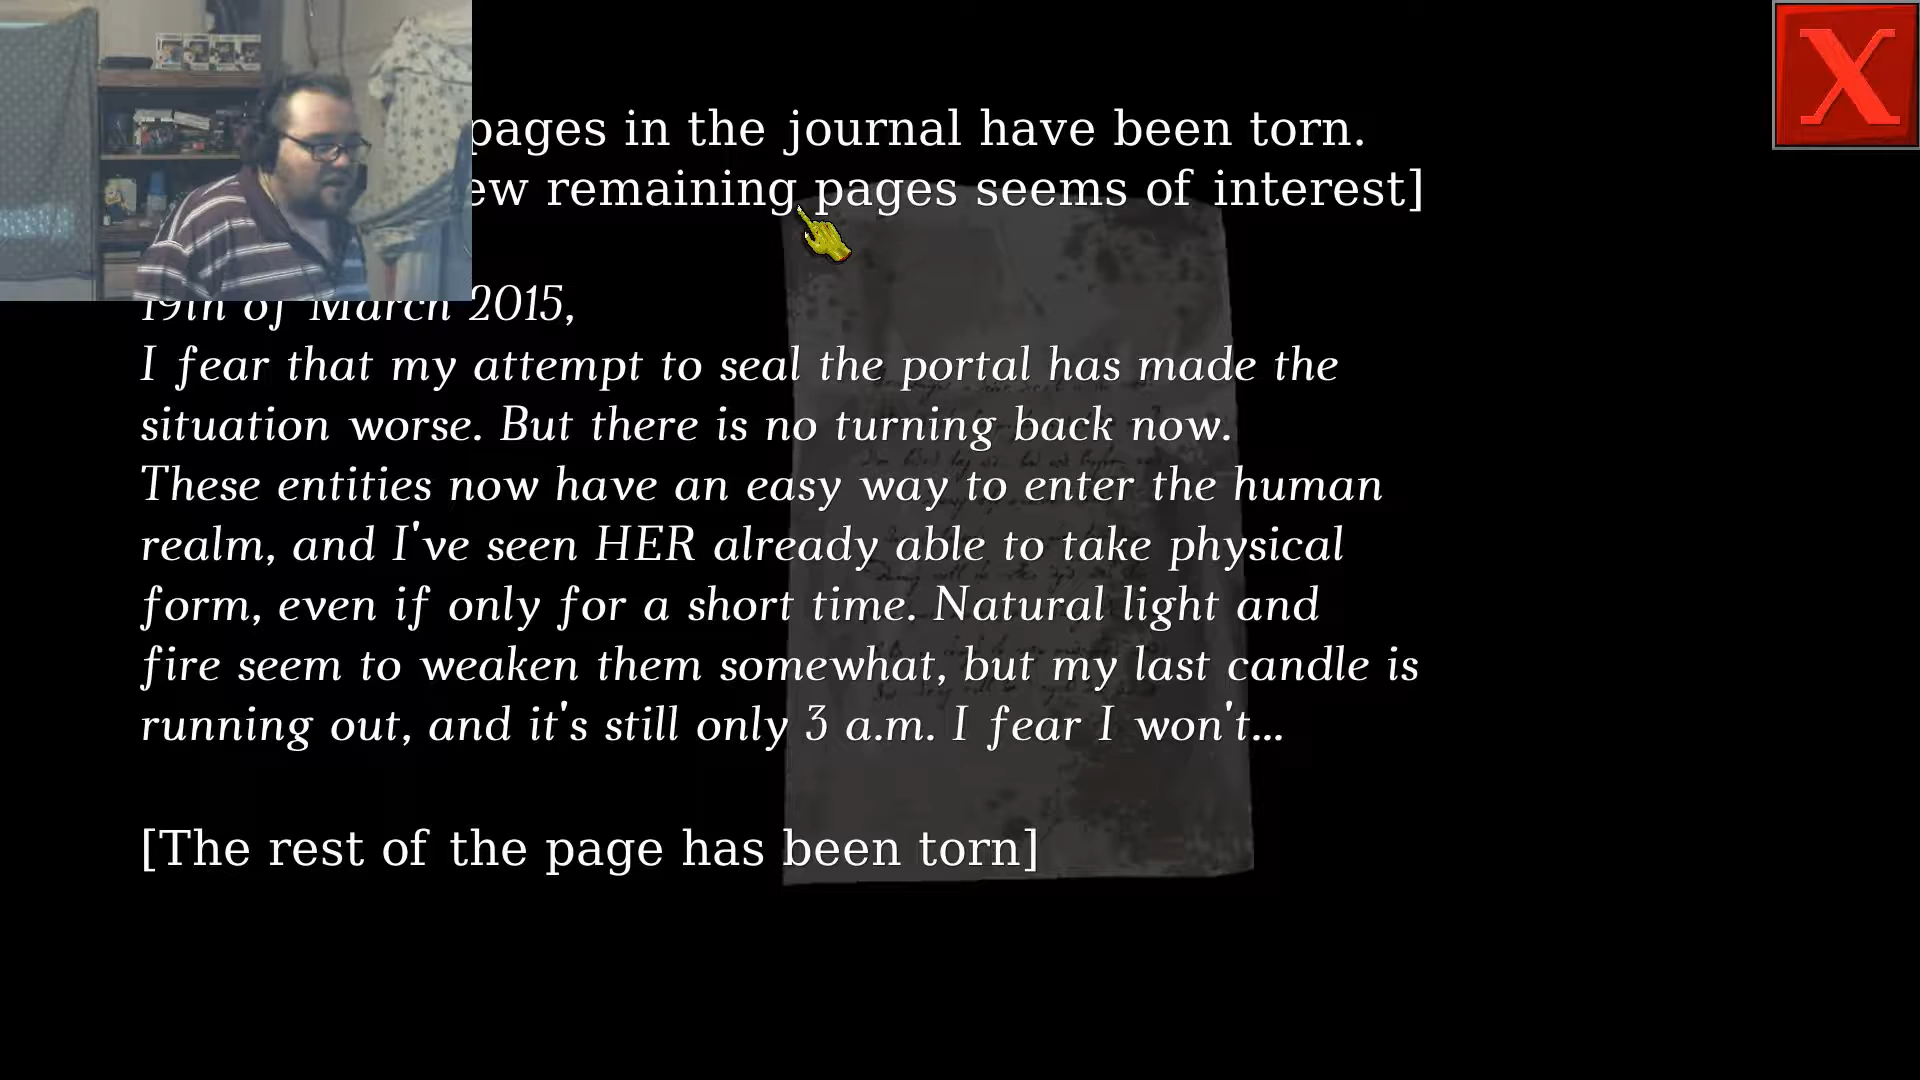 pages in the journal have been torn.
remaining pages seems of interest]
19th of March 2015,
I fear that my attempt to seal the portal has made the
situation worse. But there is no turning back now.
These entities now have an easy way to enter the human
realm, and I've seen HER already able to take physical
form, even if only for a short time. Natural light and
fire seem to weaken them somewhat, but my last candle is
running out, and it's still only 3 a.m. I fear I won't...
[The rest of the page has been torn]
X